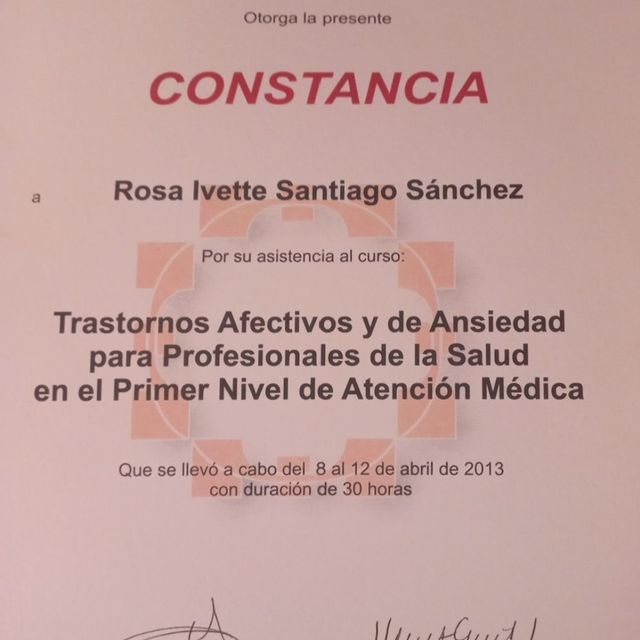 Otorga la presente
CONSTANCIA
a Rosa Ivette Santiago Sánchez
Por su asistencia al curso:
Trastornos Afectivos y de Ansiedad
para Profesionales de la Salud
en el Primer Nivel de Atención Médica
Que se llevó a cabo del 8 al 12 de abril de 2013
con duración de 30 horas